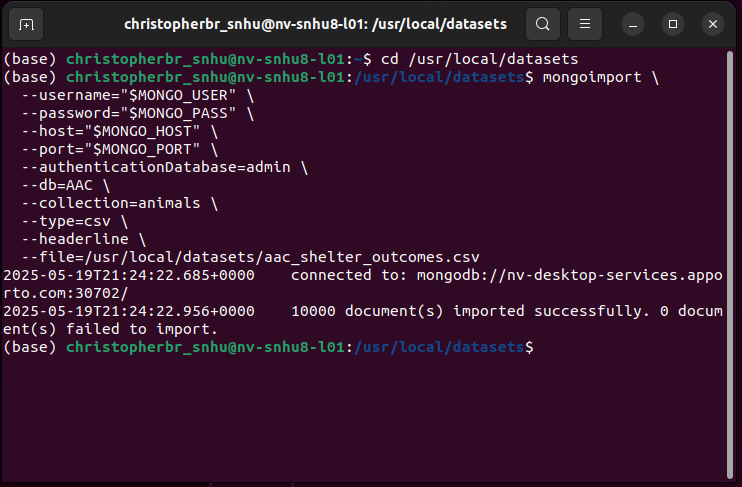 christopherbr_snhu@nv-snhu8-l01: /usr/local/datasets
(base) christopherbr_snhu@nv-snhu8-l01:~$ cd /usr/local/datasets
(base) christopherbr_snhu@nv-snhu8-l01:/usr/local/datasets$ mongoimport \
  --username="$MONGO_USER" \
  --password="$MONGO_PASS" \
  --host="$MONGO_HOST" \
  --port="$MONGO_PORT" \
  --authenticationDatabase=admin \
  --db=AAC \
  --collection=animals \
  --type=csv \
  --headerline \
  --file=/usr/local/datasets/aac_shelter_outcomes.csv
2025-05-19T21:24:22.685+0000    connected to: mongodb://nv-desktop-services.appo
rto.com:30702/
2025-05-19T21:24:22.956+0000    10000 document(s) imported successfully. 0 docum
ent(s) failed to import.
(base) christopherbr_snhu@nv-snhu8-l01:/usr/local/datasets$